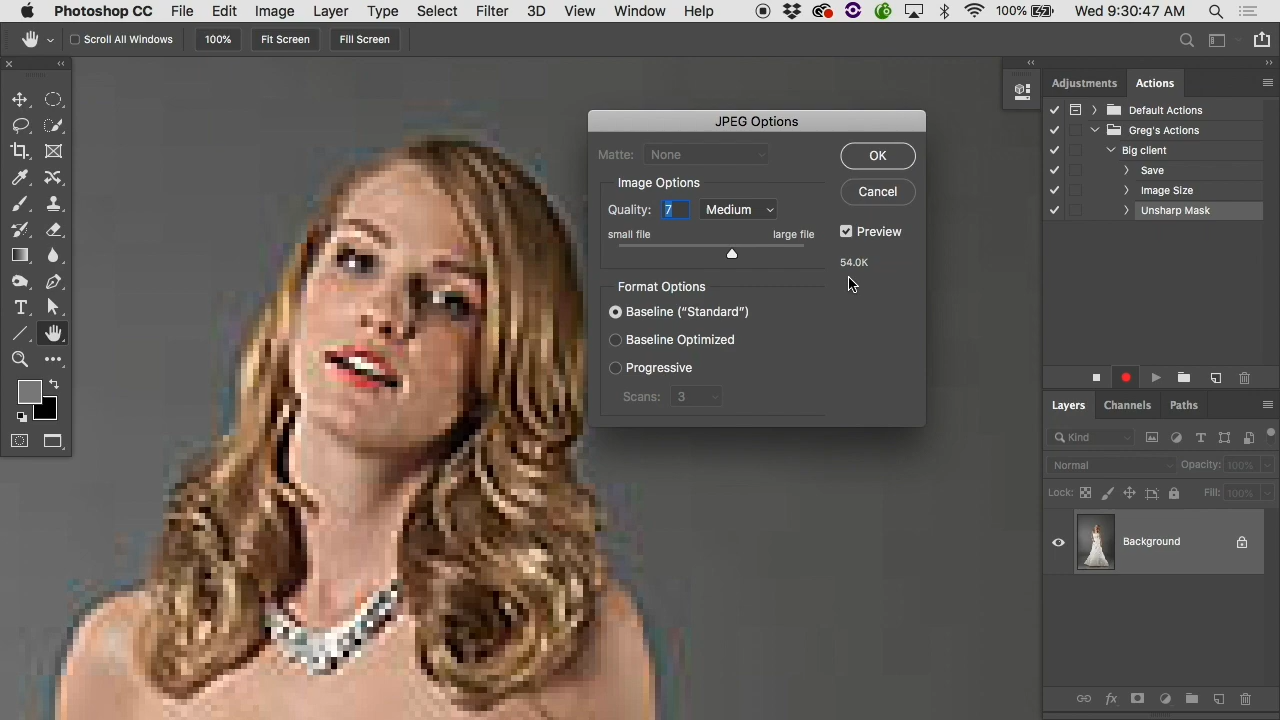 Photoshop CC File Edit Image Layer Type Select Filter 3D View Window Help 100% Wed 9:30:47 AM
Scroll All Windows 100% Fit Screen Fill Screen
JPEG Options
Matte: None
OK
Image Options
Cancel
Quality: 7 Medium
small file large file
Preview
54.0K
Format Options
Baseline (“Standard”)
Baseline Optimized
Progressive
Scans: 3
Adjustments Actions
Default Actions
Greg's Actions
Big client
Save
Image Size
Unsharp Mask
Layers Channels Paths
Kind
Normal Opacity: 100%
Lock: Fill: 100%
Background
fx